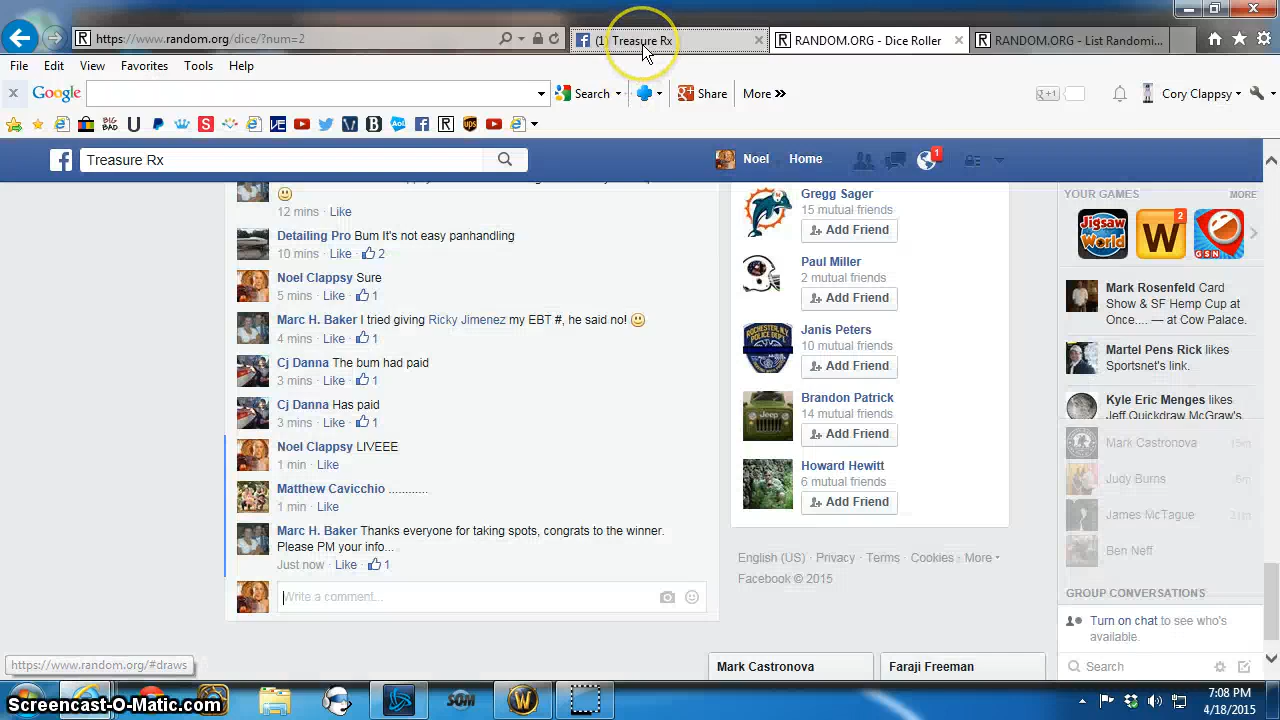 https://www.random.org/dice/?num=2
(1) Treasure Rx
RANDOM.ORG - Dice Roller
RANDOM.ORG - List Randomi...
File Edit View Favorites Tools Help
Google
Search
Share
More »
Cory Clappsy
Treasure Rx
Noel
Home
1
12 mins · Like
Detailing Pro Bum It's not easy panhandling
10 mins · Like · 2
Noel Clappsy Sure
5 mins · Like · 1
Marc H. Baker I tried giving Ricky Jimenez my EBT #, he said no!
4 mins · Like · 1
Cj Danna The bum had paid
3 mins · Like · 1
Cj Danna Has paid
3 mins · Like · 1
Noel Clappsy LIVEEE
1 min · Like
Matthew Cavicchio ............
1 min · Like
Marc H. Baker Thanks everyone for taking spots, congrats to the winner.
Please PM your info...
Just now · Like · 1
Write a comment...
Gregg Sager
15 mutual friends
Add Friend
Paul Miller
2 mutual friends
Add Friend
Janis Peters
10 mutual friends
Add Friend
Brandon Patrick
14 mutual friends
Add Friend
Howard Hewitt
6 mutual friends
Add Friend
English (US) · Privacy · Terms · Cookies · More
Facebook © 2015
YOUR GAMES
MORE
Jigsaw World
W
2
GSN
Mark Rosenfeld Card
Show & SF Hemp Cup at
Once.... — at Cow Palace.
Martel Pens Rick likes
Sportsnet's link.
Kyle Eric Menges likes
Jeff Quickdraw McGraw's
Mark Castronova
Judy Burns
James McTague
Ben Neff
GROUP CONVERSATIONS
Turn on chat to see who's
available.
Search
https://www.random.org/#draws
Mark Castronova
Faraji Freeman
Screencast-O-Matic.com
SOM
7:08 PM
4/18/2015